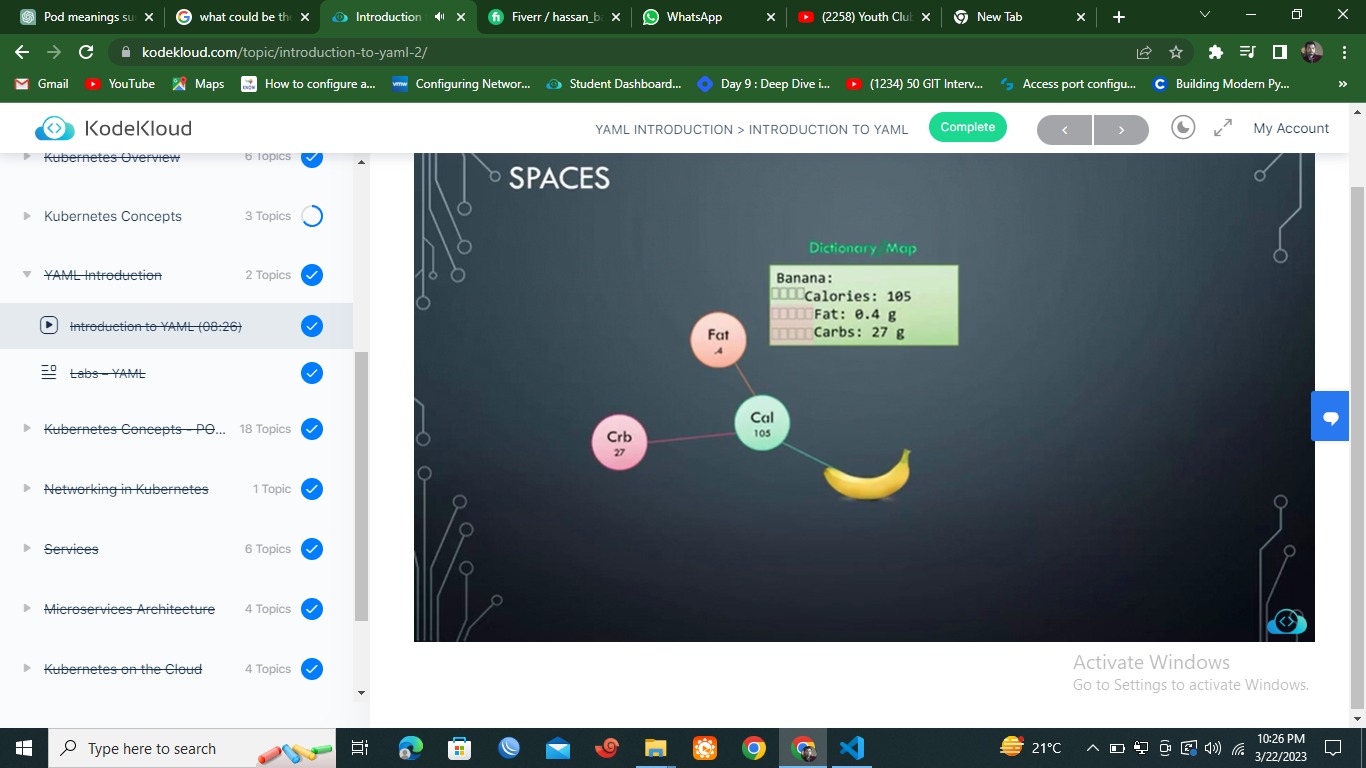 Pod meanings su
what could be the
Introduction
Fiverr / hassan_b
WhatsApp
(2258) Youth Clu
New Tab
kodekloud.com/topic/introduction-to-yaml-2/
Gmail
YouTube
Maps
How to configure a...
Configuring Networ...
Student Dashboard...
Day 9 : Deep Dive i...
(1234) 50 GIT Interv...
Access port configu...
Building Modern Py...
KodeKloud
YAML INTRODUCTION > INTRODUCTION TO YAML
Complete
My Account
Kubernetes Overview 6 Topics
Kubernetes Concepts 3 Topics
YAML Introduction 2 Topics
Introduction to YAML (08:26)
Labs – YAML
Kubernetes Concepts - PO... 18 Topics
Networking in Kubernetes 1 Topic
Services 6 Topics
Microservices Architecture 4 Topics
Kubernetes on the Cloud 4 Topics
SPACES
Dictionary/Map
Banana:
Calories: 105
Fat: 0.4 g
Carbs: 27 g
Fat
.4
Cal
105
Crb
27
Activate Windows
Go to Settings to activate Windows.
Type here to search
21°C
10:26 PM
3/22/2023